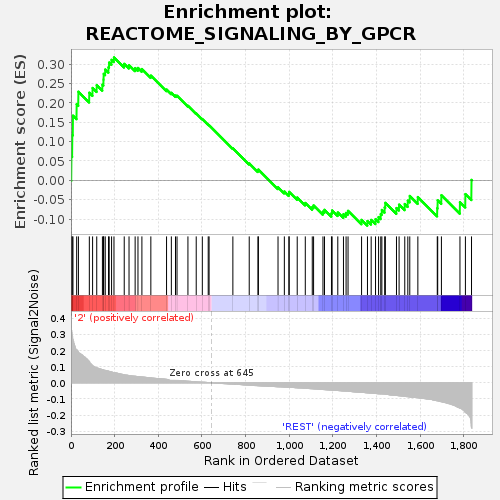 Enrichment plot:
REACTOME_SIGNALING_BY_GPCR
Enrichment score (ES)
0.30
0.25
0.20
0.15
0.10
0.05
0.00
-0.05
-0.10
Ranked list metric (Signal2Noise)
0.4
0.3
0.2
0.1
0.0
-0.1
-0.2
-0.3
'2' (positively correlated)
Zero cross at 645
'REST' (negatively correlated)
0 200 400 600 800 1,000 1,200 1,400 1,600 1,800
Rank in Ordered Dataset
Enrichment profile Hits Ranking metric scores